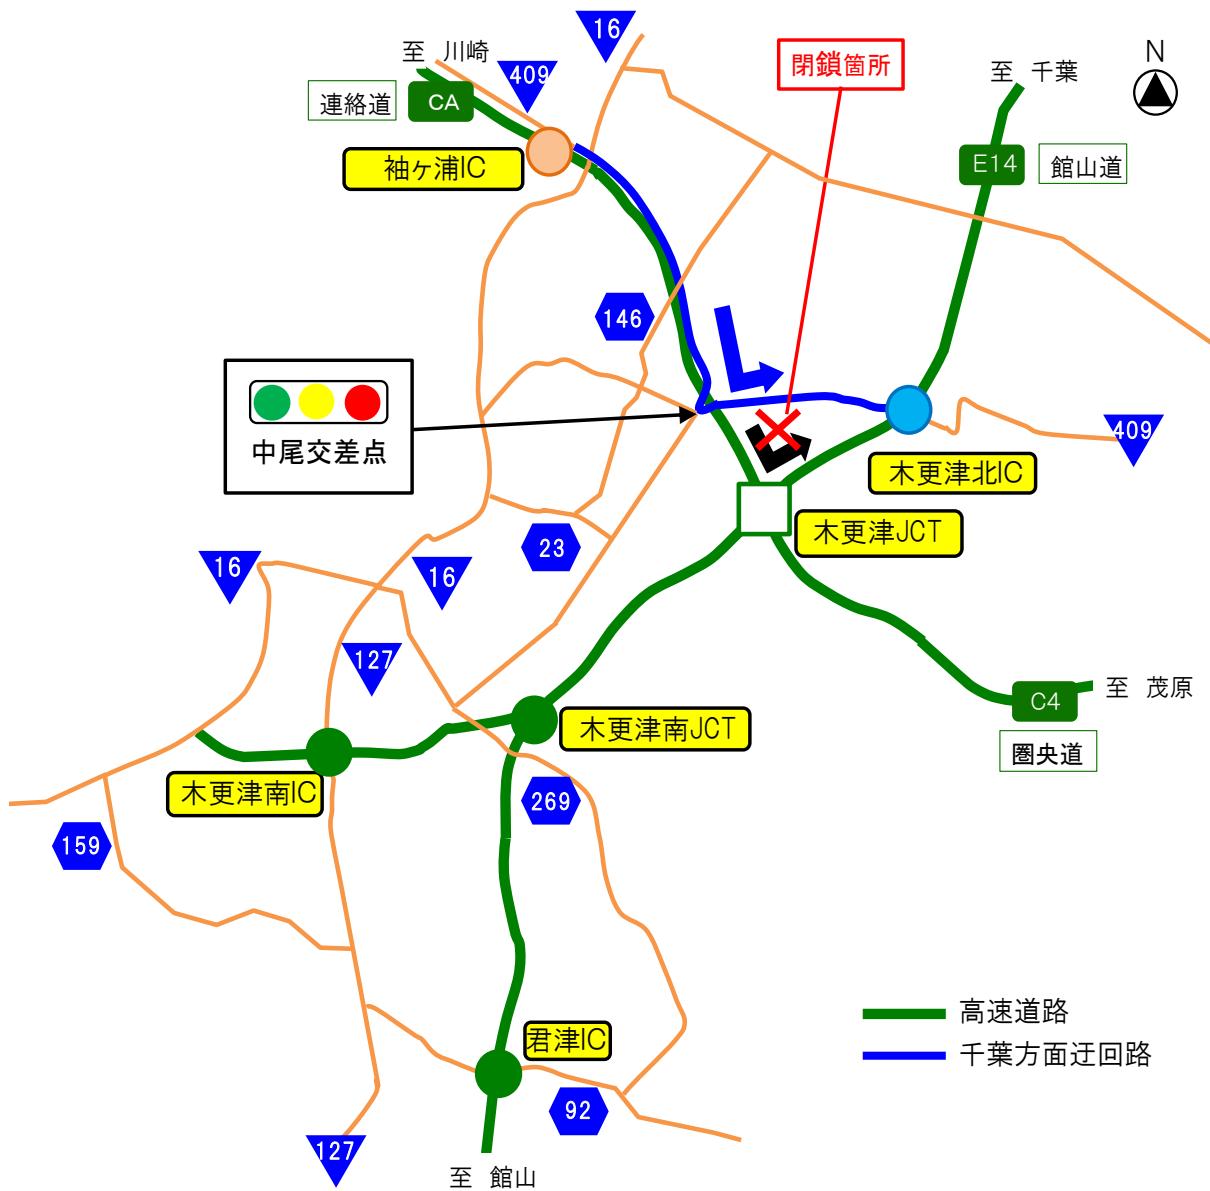 16
至 川崎
409
閉鎖箇所
至 千葉
N
連絡道
CA
袖ヶ浦IC
E14
館山道
146
中尾交差点
409
木更津北IC
木更津JCT
23
16
16
127
C4
至 茂原
圏央道
木更津南JCT
木更津南IC
269
159
高速道路
千葉方面迂回路
君津IC
92
127
至 館山